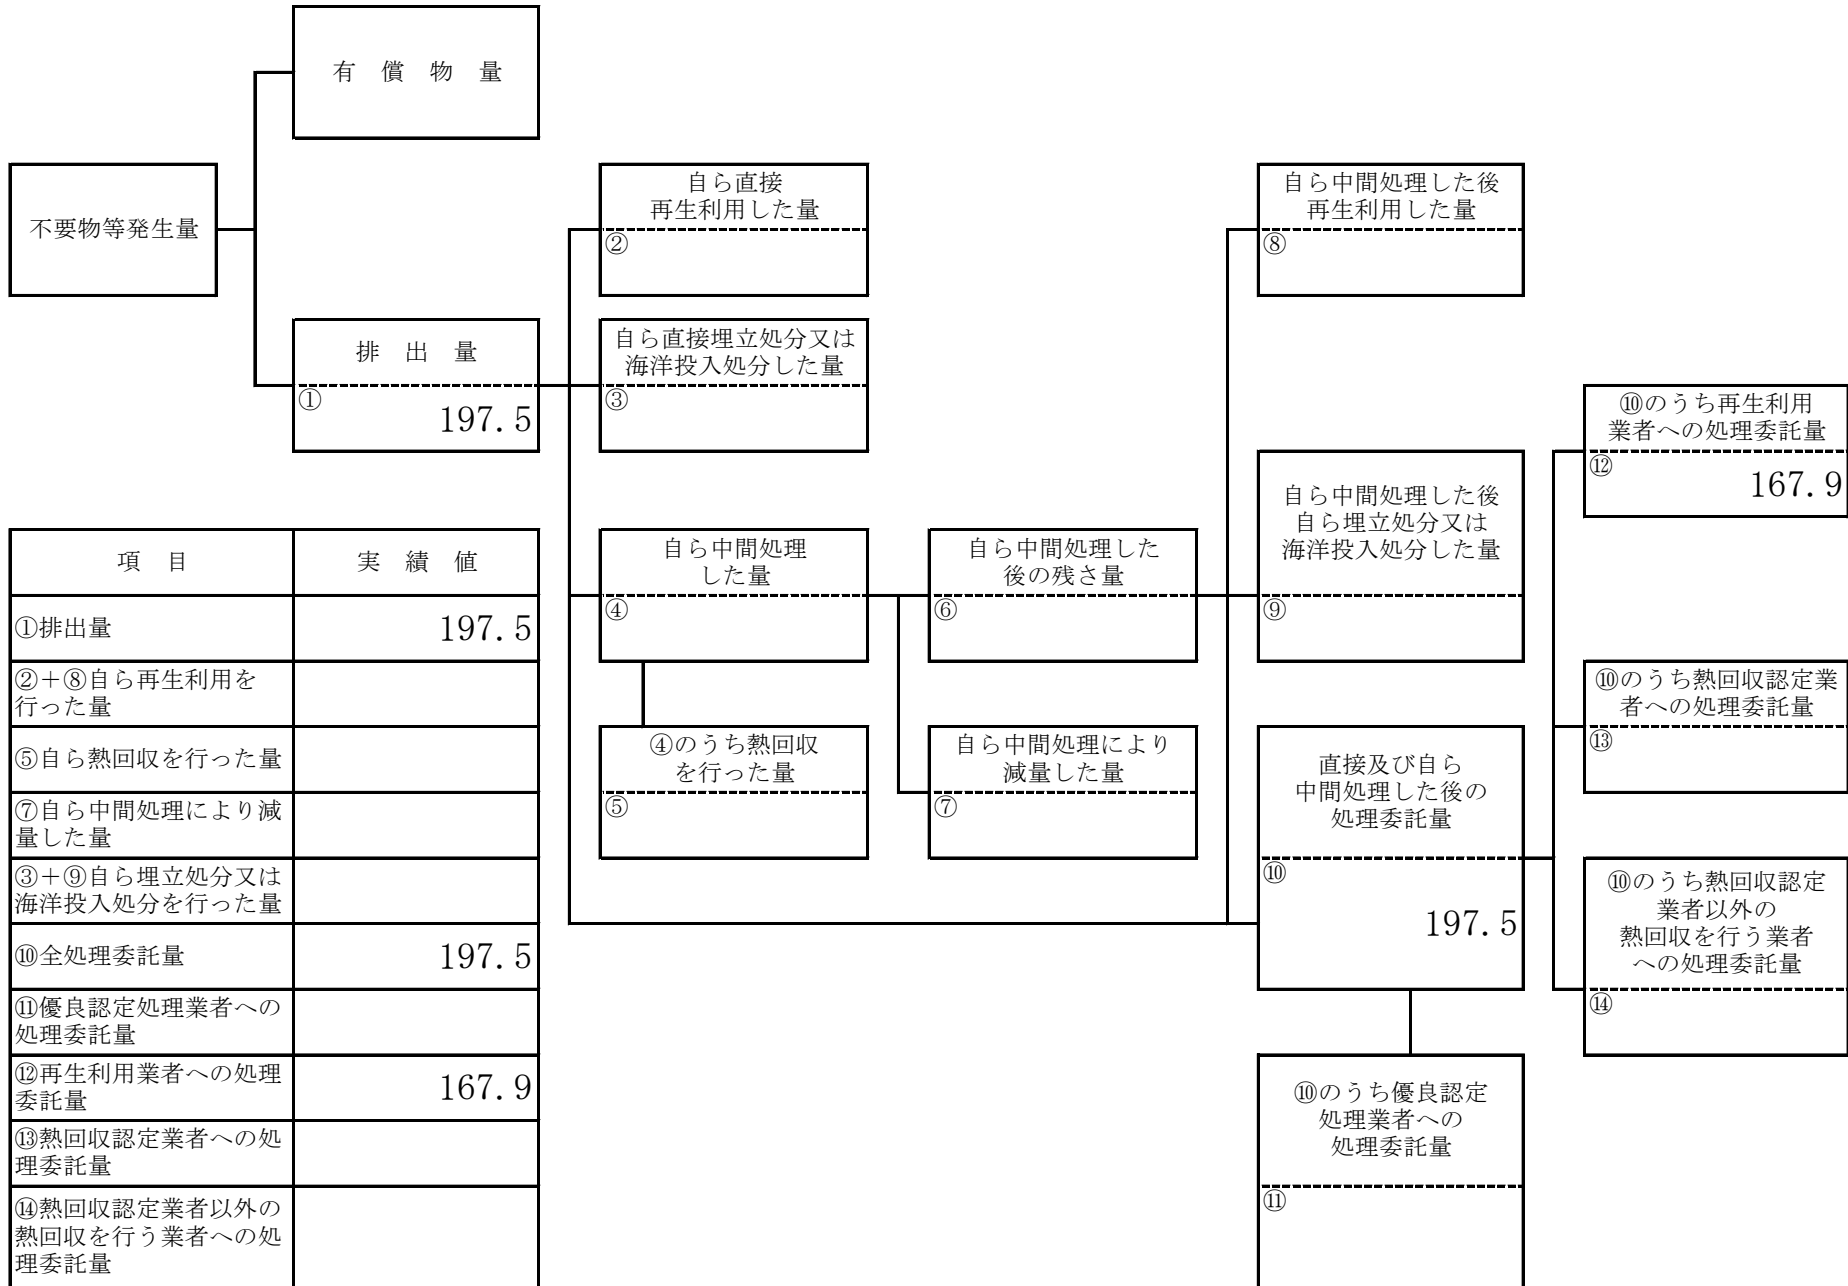 有 償 物 量
不要物等発生量
自ら直接
再生利用した量
②
自ら中間処理した後
再生利用した量
⑧
排 出 量
①
197.5
自ら直接埋立処分又は
海洋投入処分した量
③
⑩のうち再生利用
業者への処理委託量
⑫
167.9
自ら中間処理
した量
④
自ら中間処理した
後の残さ量
⑥
自ら中間処理した後
自ら埋立処分又は
海洋投入処分した量
⑨
⑩のうち熱回収認定業
者への処理委託量
⑬
④のうち熱回収
を行った量
⑤
自ら中間処理により
減量した量
⑦
直接及び自ら
中間処理した後の
処理委託量
⑩
197.5
⑩のうち熱回収認定
業者以外の
熱回収を行う業者
への処理委託量
⑭
⑩のうち優良認定
処理業者への
処理委託量
⑪
項 目 実 績 値
①排出量 197.5
②+⑧自ら再生利用を
行った量
⑤自ら熱回収を行った量
⑦自ら中間処理により減
量した量
③+⑨自ら埋立処分又は
海洋投入処分を行った量
⑩全処理委託量 197.5
⑪優良認定処理業者への
処理委託量
⑫再生利用業者への処理
委託量 167.9
⑬熱回収認定業者への処
理委託量
⑭熱回収認定業者以外の
熱回収を行う業者への処
理委託量